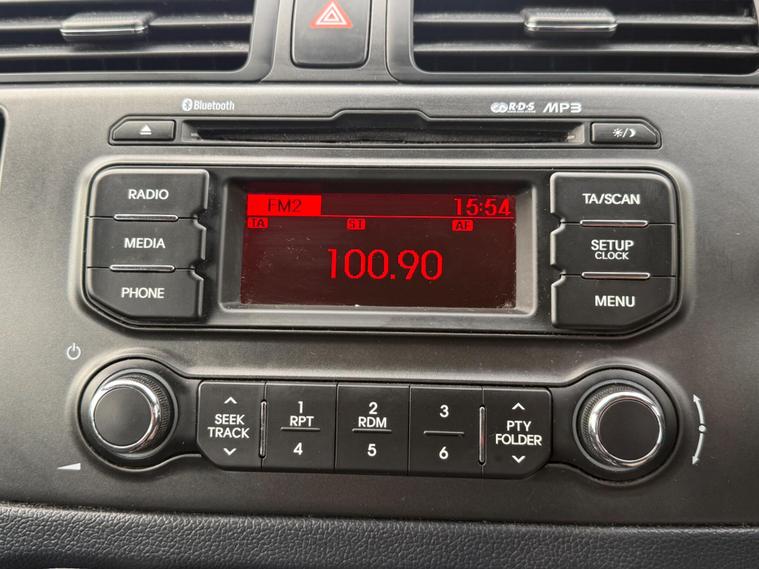 Bluetooth
R·D·S MP3
RADIO
MEDIA
PHONE
FM2 15:54
TA ST AF
100.90
TA/SCAN
SETUP
CLOCK
MENU
SEEK
TRACK
1
RPT
4
2
RDM
5
3
6
PTY
FOLDER